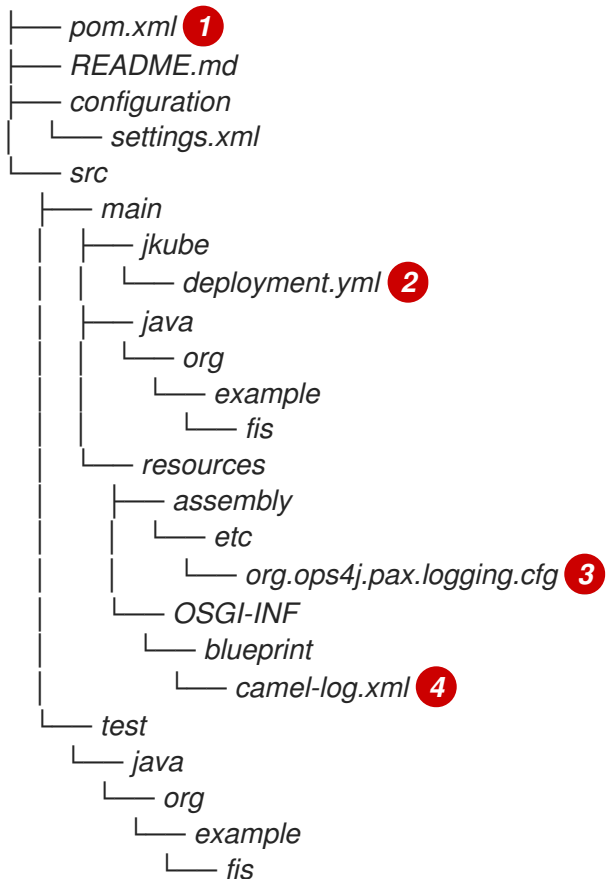 ├── pom.xml 1
├── README.md
├── configuration
│ └── settings.xml
└── src
├── main
│ ├── jkube
│ │ └── deployment.yml 2
│ ├── java
│ │ └── org
│ │ └── example
│ │ └── fis
│ └── resources
│ ├── assembly
│ │ └── etc
│ │ └── org.ops4j.pax.logging.cfg 3
│ └── OSGI-INF
│ └── blueprint
│ └── camel-log.xml 4
└── test
└── java
└── org
└── example
└── fis